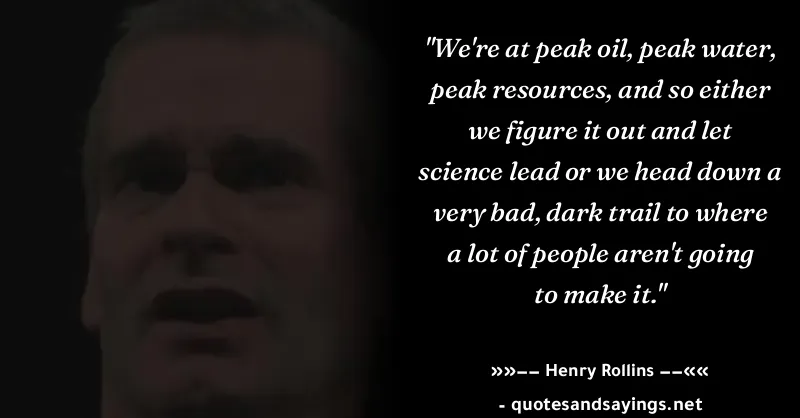 "We're at peak oil, peak water,
peak resources, and so either
we figure it out and let
science lead or we head down a
very bad, dark trail to where
a lot of people aren't going
to make it."
»»−− Henry Rollins −−««
- quotesandsayings.net